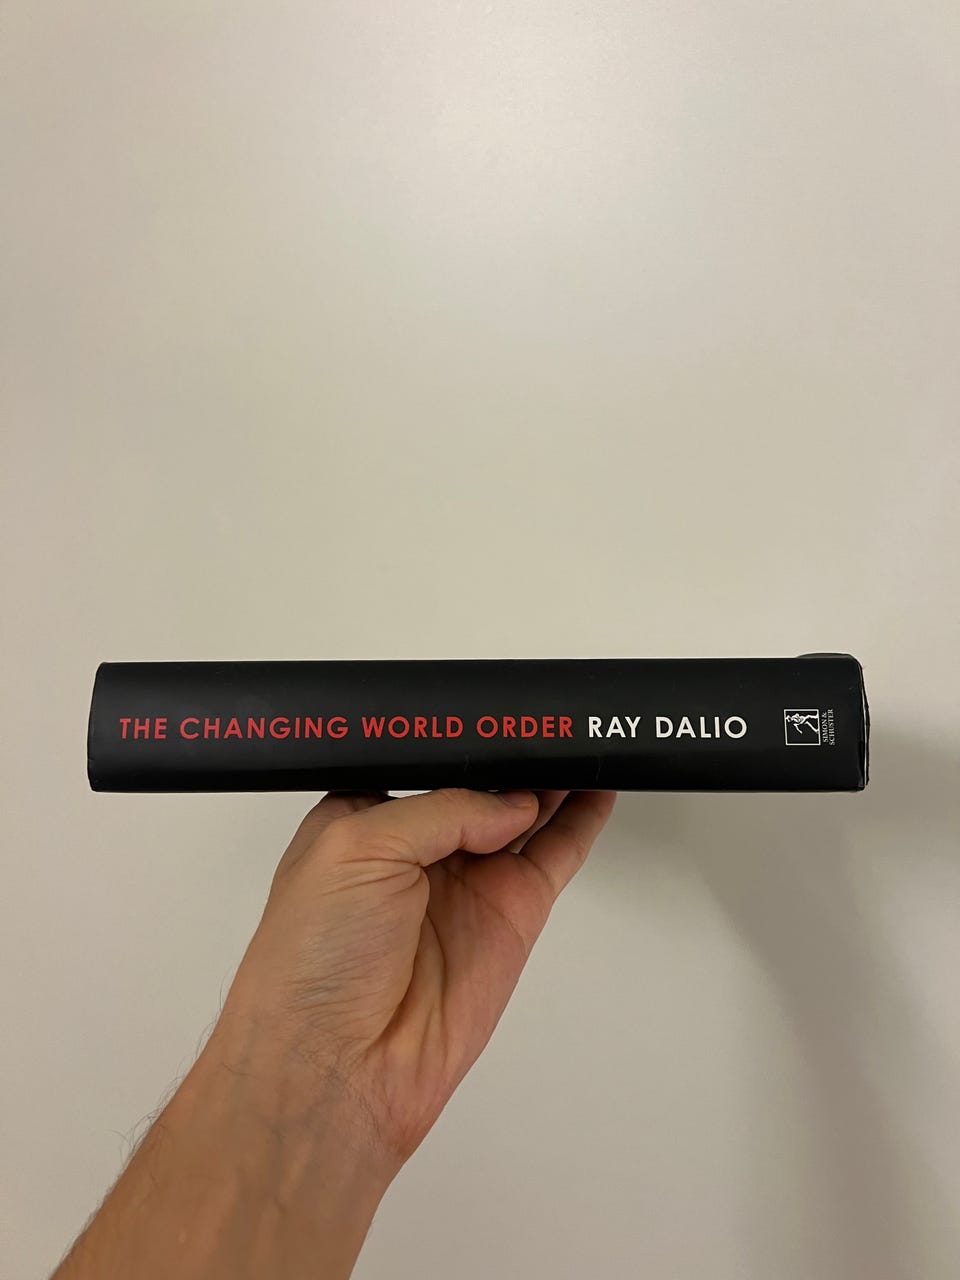 THE CHANGING WORLD ORDER RAY DALIO
SIMON &
SCHUSTER